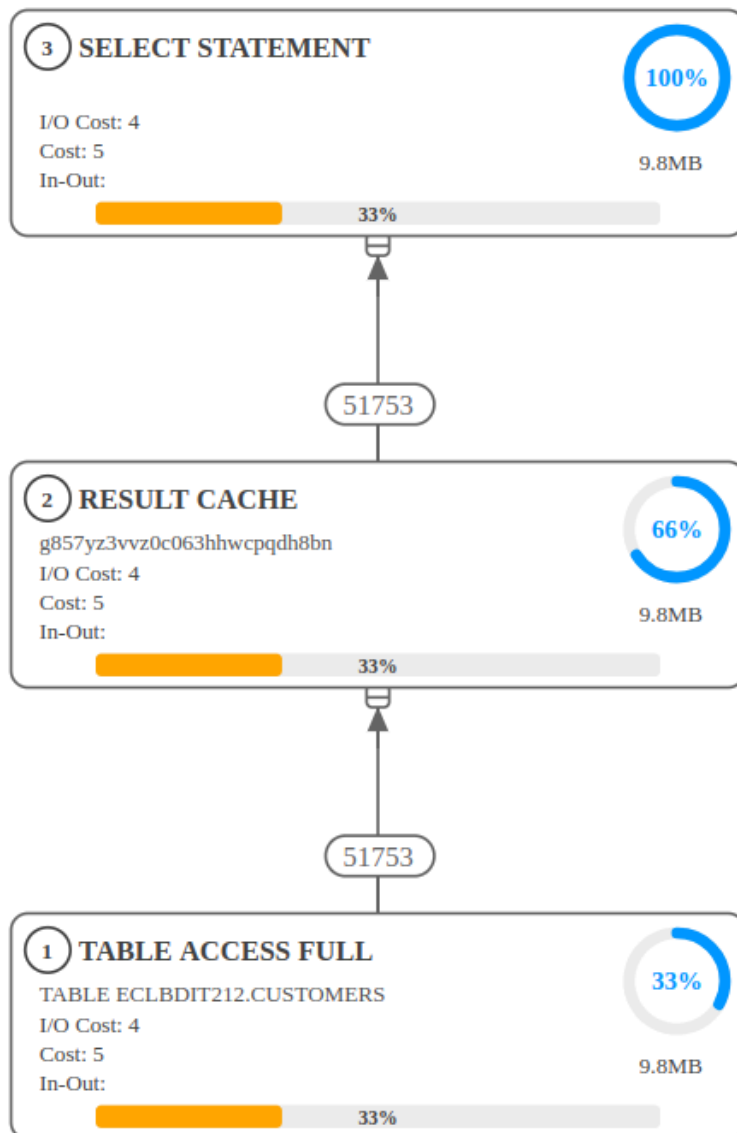 3 SELECT STATEMENT
100%
I/O Cost: 4
Cost: 5
9.8MB
In-Out:
33%
51753
2 RESULT CACHE
g857yz3vvz0c063hhwcpqdh8bn
66%
I/O Cost: 4
Cost: 5
9.8MB
In-Out:
33%
51753
1 TABLE ACCESS FULL
33%
TABLE ECLBDIT212.CUSTOMERS
I/O Cost: 4
Cost: 5
9.8MB
In-Out:
33%